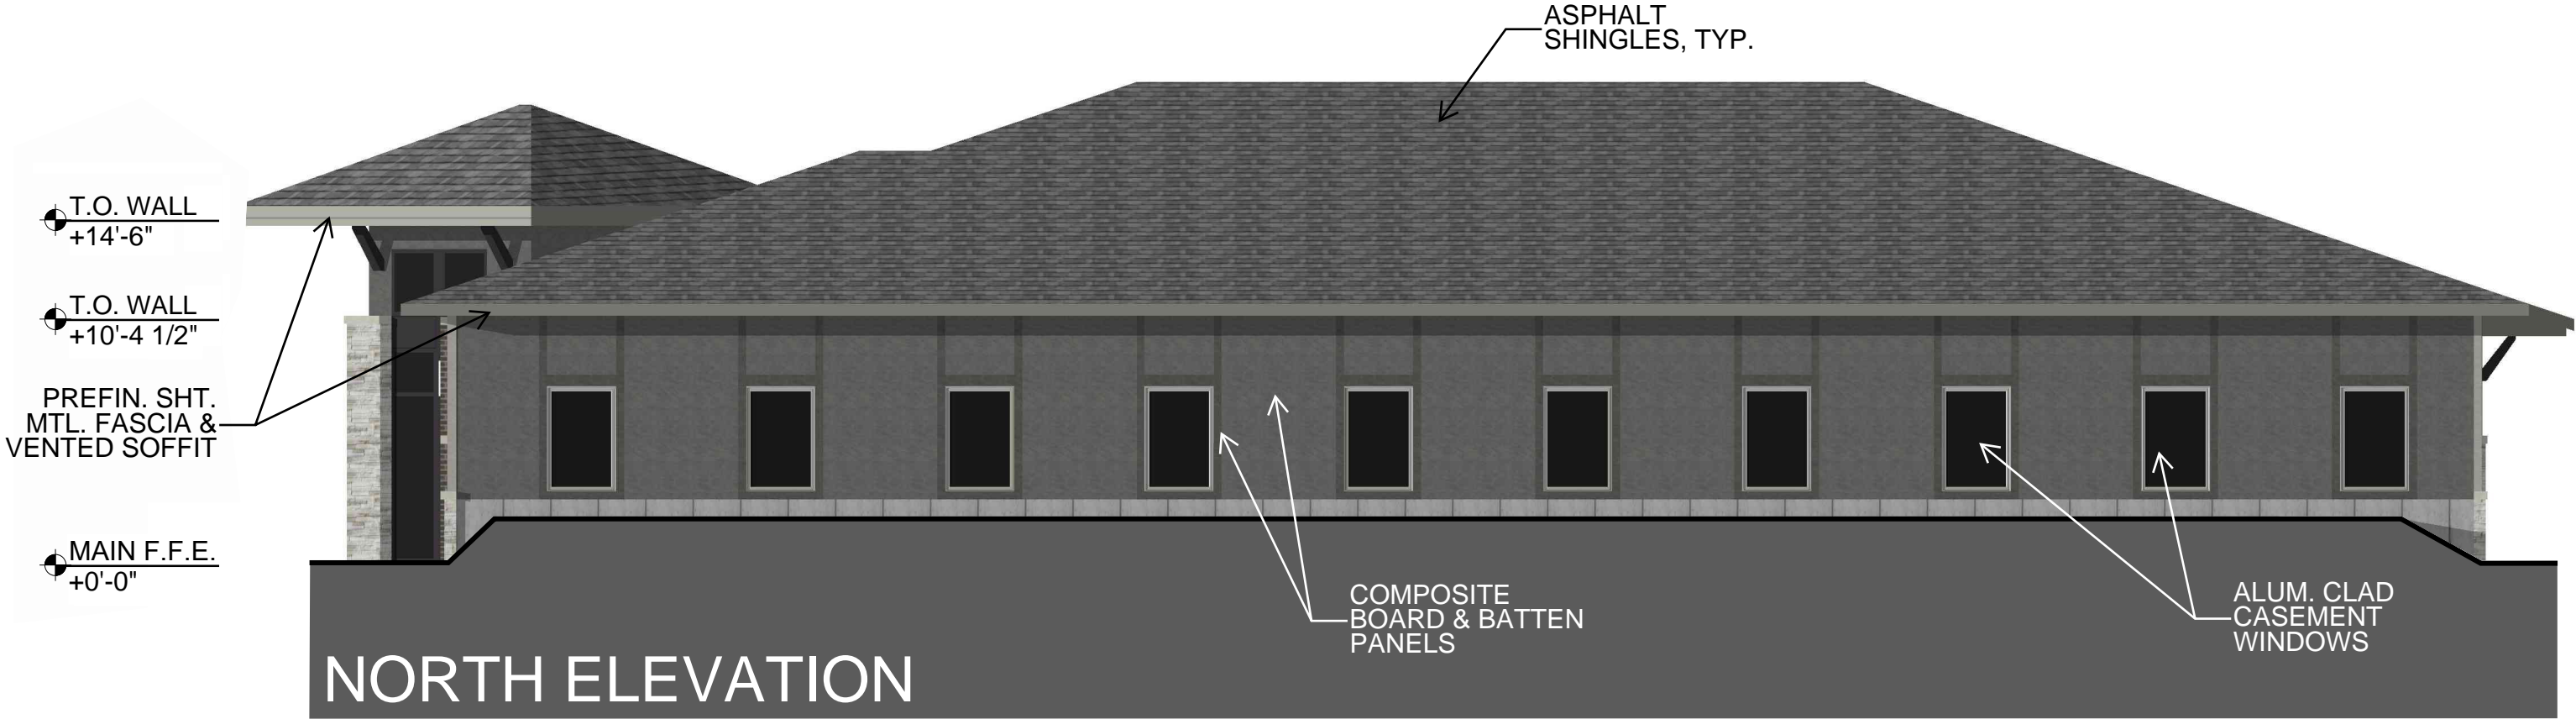 ASPHALT
SHINGLES, TYP.
T.O. WALL
+14'-6"
T.O. WALL
+10'-4 1/2"
PREFIN. SHT.
MTL. FASCIA &
VENTED SOFFIT
MAIN F.F.E.
+0'-0"
COMPOSITE
BOARD & BATTEN
PANELS
ALUM. CLAD
CASEMENT
WINDOWS
NORTH ELEVATION